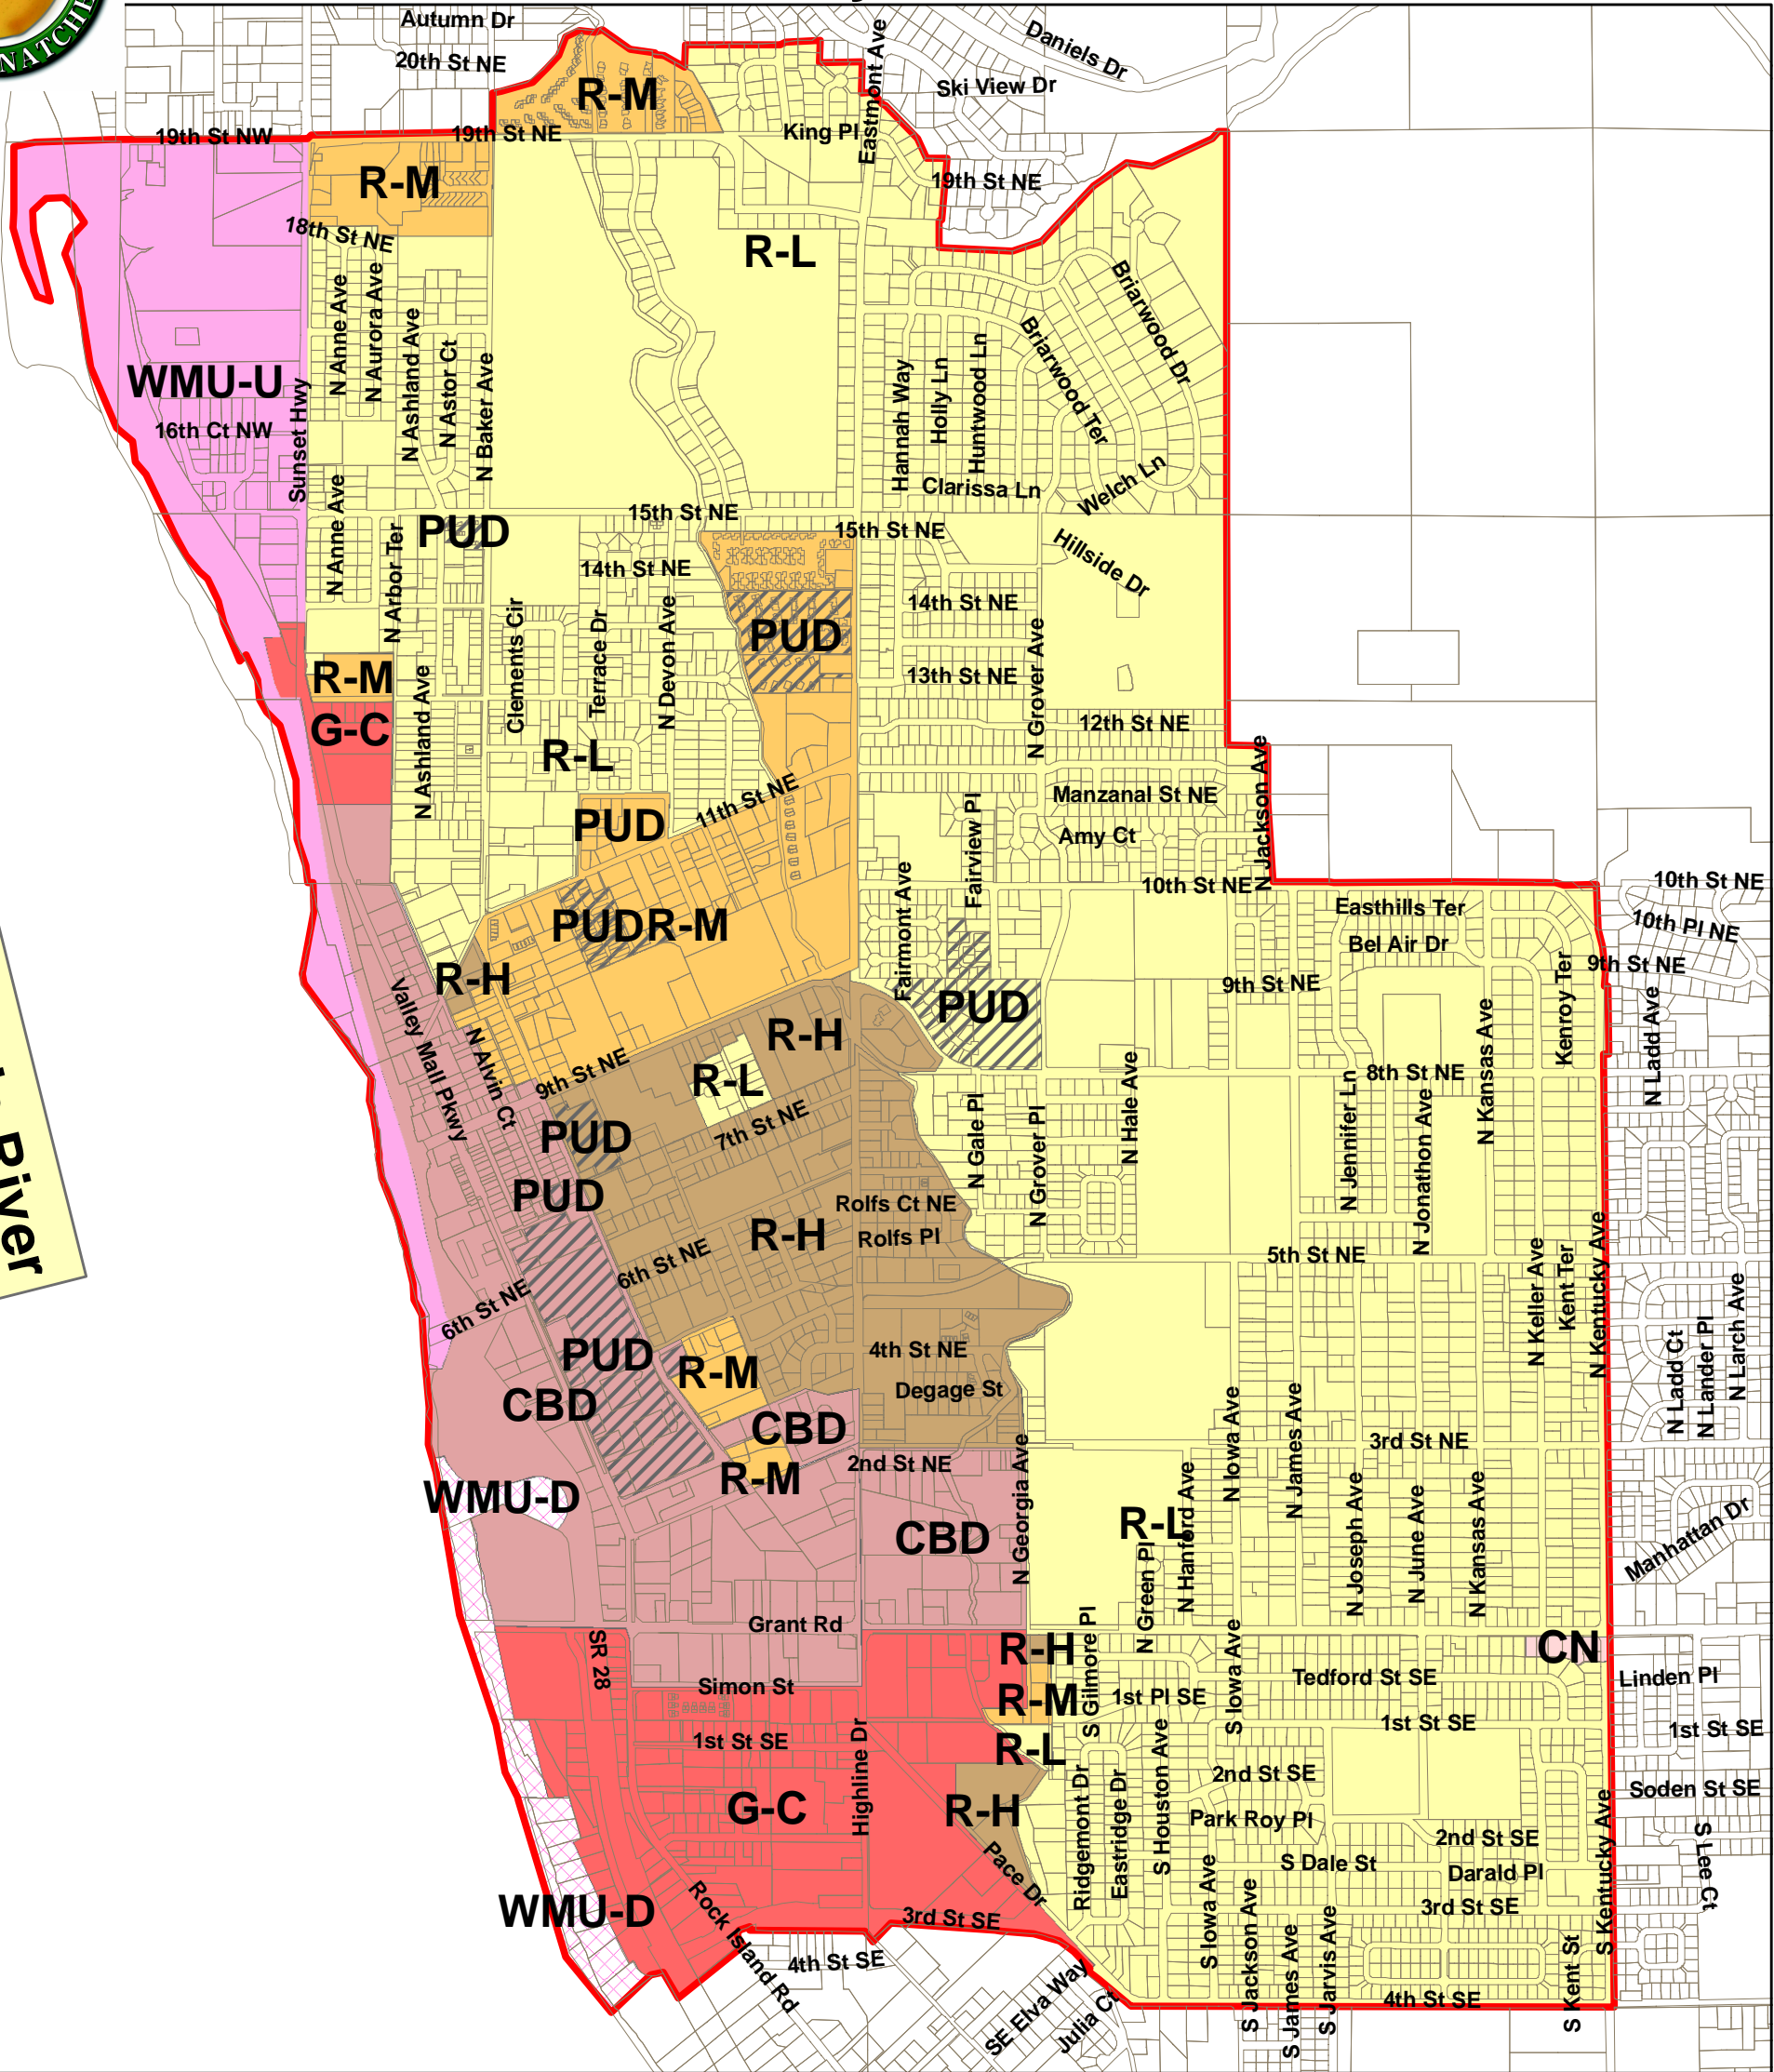 NATCHE
Autumn Dr
20th St NE
Daniels Dr
Eastmont Ave
Ski View Dr
R-M
19th St NW
19th St NE
King Pl
R-M
19th St NE
18th St NE
R-L
N Anne Ave
N Aurora Ave
N Ashland Ave
N Astor Ct
N Baker Ave
Briarwood Dr
Briarwood Ter
Hannah Way
Holly Ln
Huntwood Ln
WMU-U
16th Ct NW
Sunset Hwy
Clarissa Ln
Welch Ln
N Anne Ave
N Arbor Ter
PUD
15th St NE
15th St NE
Hillside Dr
14th St NE
14th St NE
Clements Cir
Terrace Dr
N Devon Ave
PUD
N Grover Ave
13th St NE
R-M
G-C
N Ashland Ave
12th St NE
R-L
N Jackson Ave
PUD
11th St NE
Manzanal St NE
Fairview Pl
Amy Ct
Fairmont Ave
10th St NE
10th St NE
Easthills Ter
10th Pl NE
PUD
R-M
Bel Air Dr
9th St NE
R-H
9th St NE
Kenroy Ter
PUD
Valley Mall Pkwy
N Alvin Ct
R-H
N Ladd Ave
N Kansas Ave
9th St NE
R-L
8th St NE
N Hale Ave
N Jennifer Ln
N Jonathon Ave
7th St NE
PUD
N Gale Pl
N Grover Pl
River
PUD
Rolfs Ct NE
R-H
Rolfs Pl
6th St NE
5th St NE
N Keller Ave
Kent Ter
N Kentucky Ave
6th St NE
PUD
R-M
4th St NE
N Ladd Ct
N Lander Pl
N Larch Ave
CBD
Degage St
CBD
N Iowa Ave
N James Ave
3rd St NE
R-M
2nd St NE
N Georgia Ave
WMU-D
N Hanford Ave
N Joseph Ave
N June Ave
N Kansas Ave
R-L
CBD
Manhattan Dr
N Green Pl
Grant Rd
SR 28
R-H
S Gilmore Pl
S Iowa Ave
CN
Simon St
R-M
1st Pl SE
Tedford St SE
Linden Pl
1st St SE
1st St SE
1st St SE
R-L
Highline Dr
2nd St SE
Soden St SE
G-C
R-H
Ridgemont Dr
Eastridge Dr
S Houston Ave
Park Roy Pl
2nd St SE
S Kentucky Ave
S Lee Ct
Pace Dr
S Dale St
Darald Pl
WMU-D
Rock Island Rd
3rd St SE
3rd St SE
S Iowa Ave
S Jackson Ave
S James Ave
S Jarvis Ave
S Kent St
4th St SE
SE Elva Way
Julia Ct
4th St SE